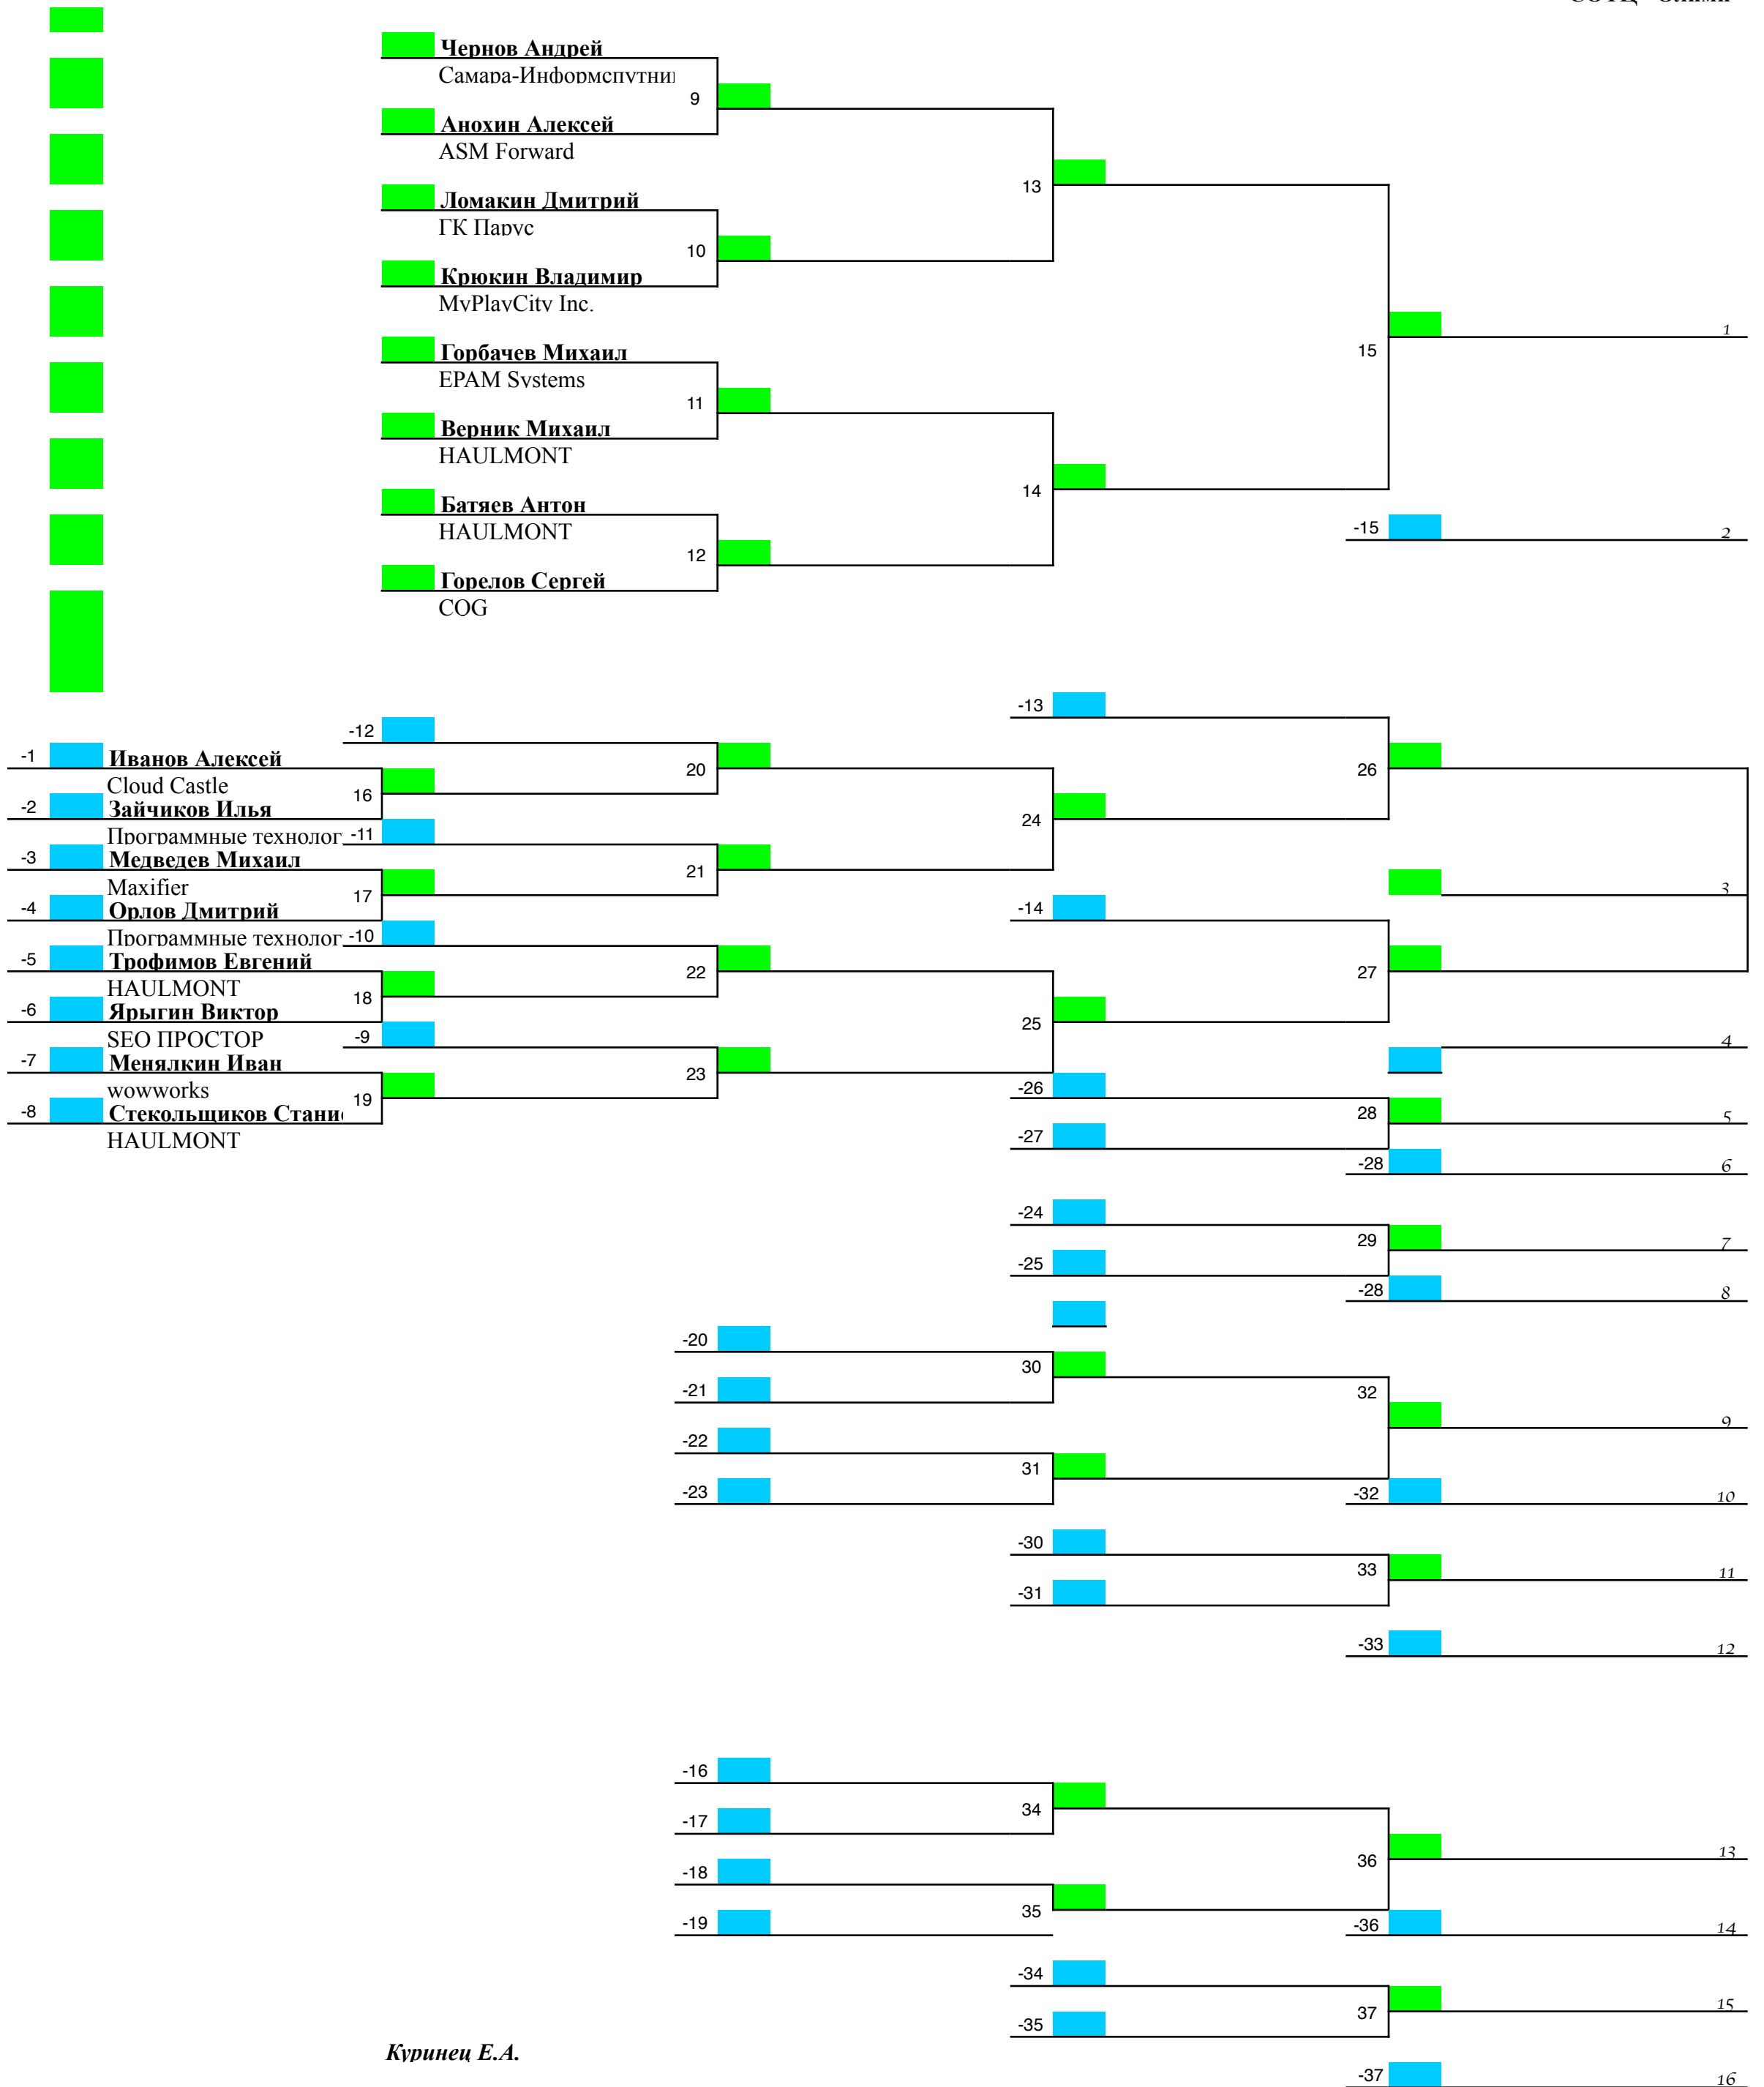 Чернов Андрей
Самара-Информспутни
9
Анохин Алексей
ASM Forward
13
Ломакин Дмитрий
ГК Парус
10
Крюкин Владимир
MyPlayCity Inc.
1
15
Горбачев Михаил
EPAM Systems
11
Верник Михаил
HAULMONT
14
Батяев Антон
HAULMONT
-15
2
12
Горелов Сергей
COG
-13
-12
-1 Иванов Алексей
20
26
Cloud Castle
16
-2 Зайчиков Илья
24
Программные технолог
-11
-3 Медведев Михаил
21
Maxifier
17
3
-4 Орлов Дмитрий
-14
Программные технолог
-10
-5 Трофимов Евгений
22
27
HAULMONT
18
-6 Ярыгин Виктор
25
SEO ПРОСТОР
-9
4
-7 Менялкин Иван
23
wowworks
19
-26
-8 Стекольщиков Стани
28
5
HAULMONT
-27
-28
6
-24
29
7
-25
-28
8
-20
30
-21
32
9
-22
31
-23
-32
10
-30
33
11
-31
-33
12
-16
34
-17
36
13
-18
35
-19
-36
14
-34
37
15
-35
Куринец Е.А.
-37
16